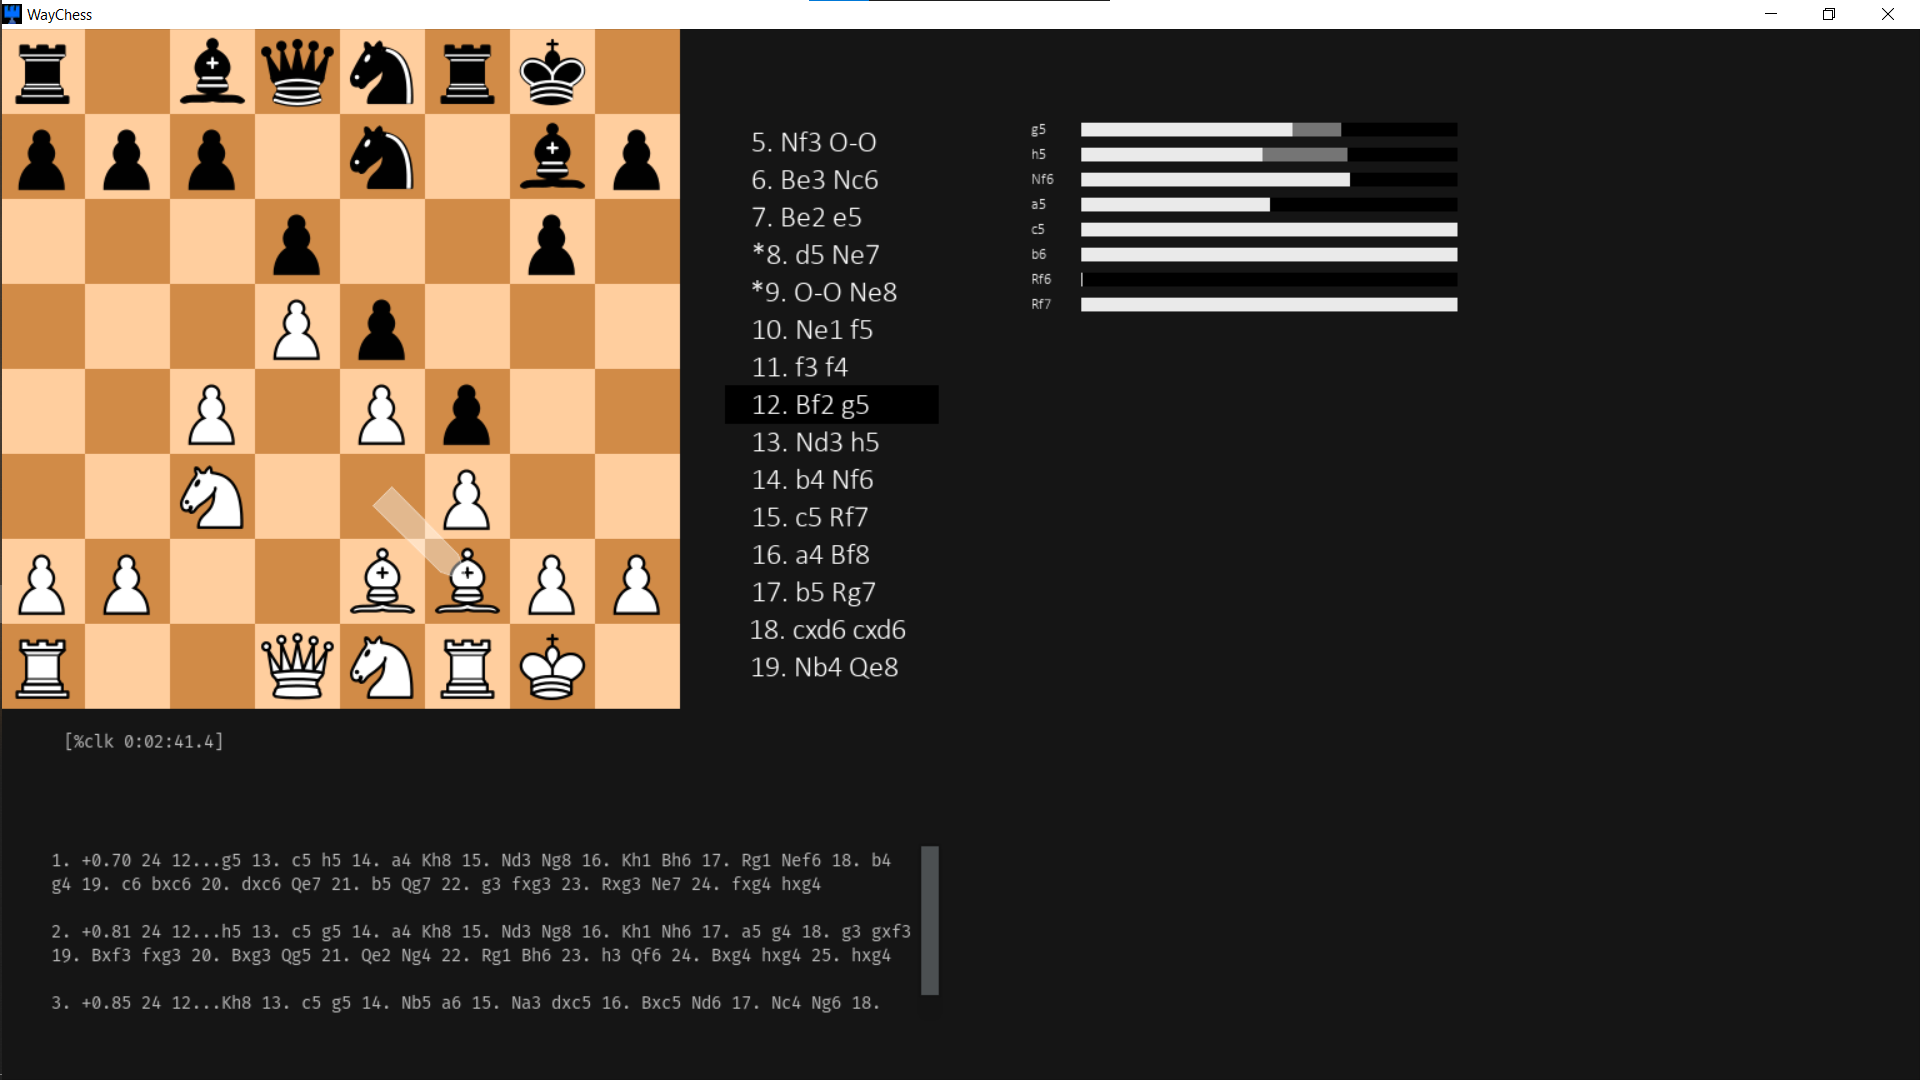 WayChess
5. Nf3 O-O
6. Be3 Nc6
7. Be2 e5
*8. d5 Ne7
*9. O-O Ne8
10. Ne1 f5
11. f3 f4
12. Bf2 g5
13. Nd3 h5
14. b4 Nf6
15. c5 Rf7
16. a4 Bf8
17. b5 Rg7
18. cxd6 cxd6
19. Nb4 Qe8
g5
h5
Nf6
a5
c5
b6
Rf6
Rf7
[%clk 0:02:41.4]
1. +0.70 24 12...g5 13. c5 h5 14. a4 Kh8 15. Nd3 Ng8 16. Kh1 Bh6 17. Rg1 Nef6 18. b4
g4 19. c6 bxc6 20. dxc6 Qe7 21. b5 Qg7 22. g3 fxg3 23. Rxg3 Ne7 24. fxg4 hxg4
2. +0.81 24 12...h5 13. c5 g5 14. a4 Kh8 15. Nd3 Ng8 16. Kh1 Nh6 17. a5 g4 18. g3 gxf3
19. Bxf3 fxg3 20. Bxg3 Qg5 21. Qe2 Ng4 22. Rg1 Bh6 23. h3 Qf6 24. Bxg4 hxg4 25. hxg4
3. +0.85 24 12...Kh8 13. c5 g5 14. Nb5 a6 15. Na3 dxc5 16. Bxc5 Nd6 17. Nc4 Ng6 18.